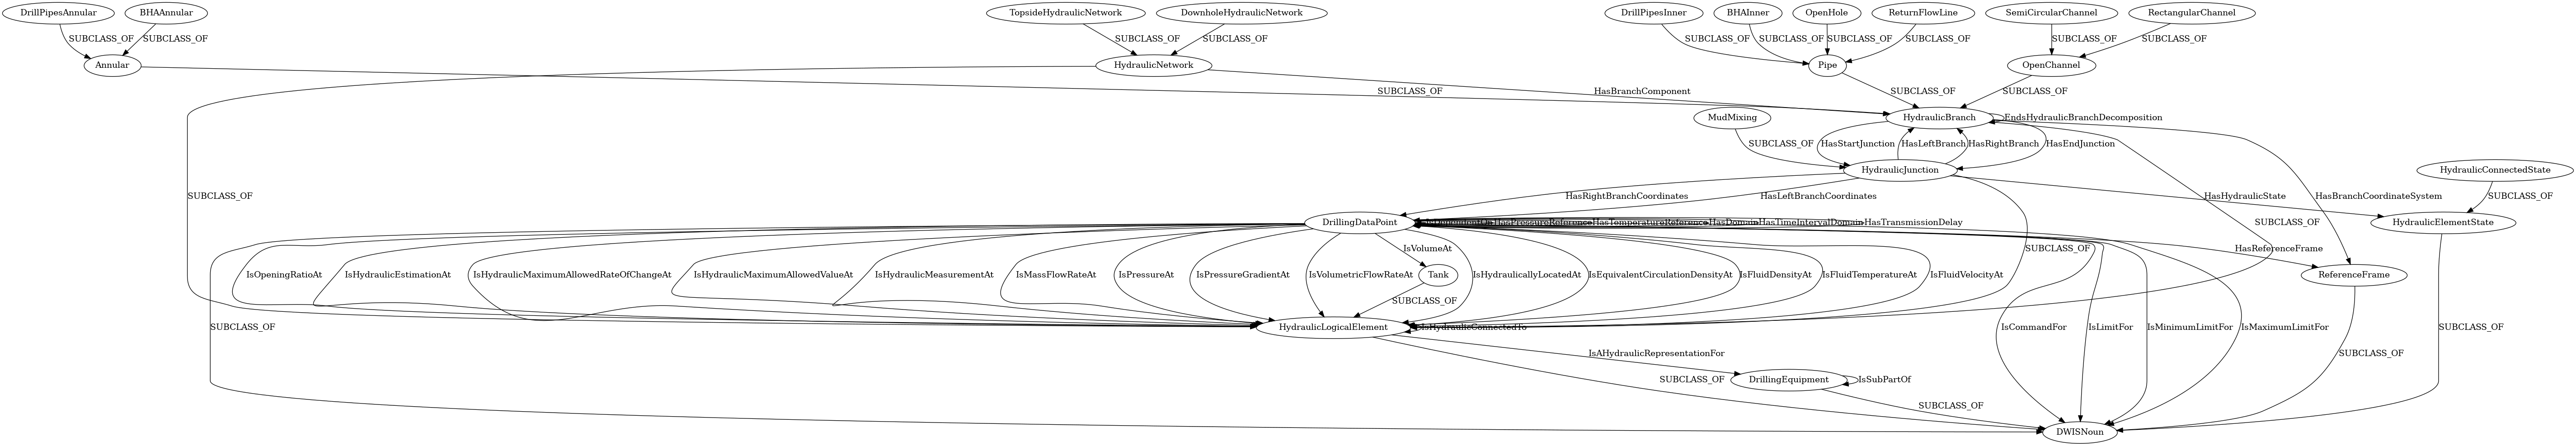 DrillPipesAnnular
BHAAnnular
TopsideHydraulicNetwork
DownholeHydraulicNetwork
DrillPipesInner
BHAInner
OpenHole
ReturnFlowLine
SemiCircularChannel
RectangularChannel
SUBCLASS_OF
SUBCLASS_OF
SUBCLASS_OF
SUBCLASS_OF
SUBCLASS_OF
SUBCLASS_OF
SUBCLASS_OF
SUBCLASS_OF
SUBCLASS_OF
SUBCLASS_OF
Annular
HydraulicNetwork
Pipe
OpenChannel
SUBCLASS_OF
HasBranchComponent
SUBCLASS_OF
SUBCLASS_OF
MudMixing
HydraulicBranch
EndsHydraulicBranchDecomposition
SUBCLASS_OF
HasStartJunction
HasLeftBranch
HasRightBranch
HasEndJunction
HydraulicJunction
HydraulicConnectedState
SUBCLASS_OF
HasRightBranchCoordinates
HasLeftBranchCoordinates
HasHydraulicState
HasBranchCoordinateSystem
SUBCLASS_OF
DrillingDataPoint
HasPressureReference
HasTemperatureReference
HasDomain
HasTimeIntervalDomain
HasTransmissionDelay
SUBCLASS_OF
HydraulicElementState
IsVolumeAt
SUBCLASS_OF
HasReferenceFrame
IsOpeningRatioAt
IsHydraulicEstimationAt
IsHydraulicMaximumAllowedRateOfChangeAt
IsHydraulicMaximumAllowedValueAt
IsHydraulicMeasurementAt
IsMassFlowRateAt
IsPressureAt
IsPressureGradientAt
IsVolumetricFlowRateAt
Tank
IsHydraulicallyLocatedAt
IsEquivalentCirculationDensityAt
IsFluidDensityAt
IsFluidTemperatureAt
IsFluidVelocityAt
ReferenceFrame
SUBCLASS_OF
SUBCLASS_OF
HydraulicLogicalElement
IsHydraulicConnectedTo
IsCommandFor
IsLimitFor
IsMinimumLimitFor
IsMaximumLimitFor
SUBCLASS_OF
IsAHydraulicRepresentationFor
SUBCLASS_OF
SUBCLASS_OF
DrillingEquipment
IsSubPartOf
SUBCLASS_OF
DWISNoun